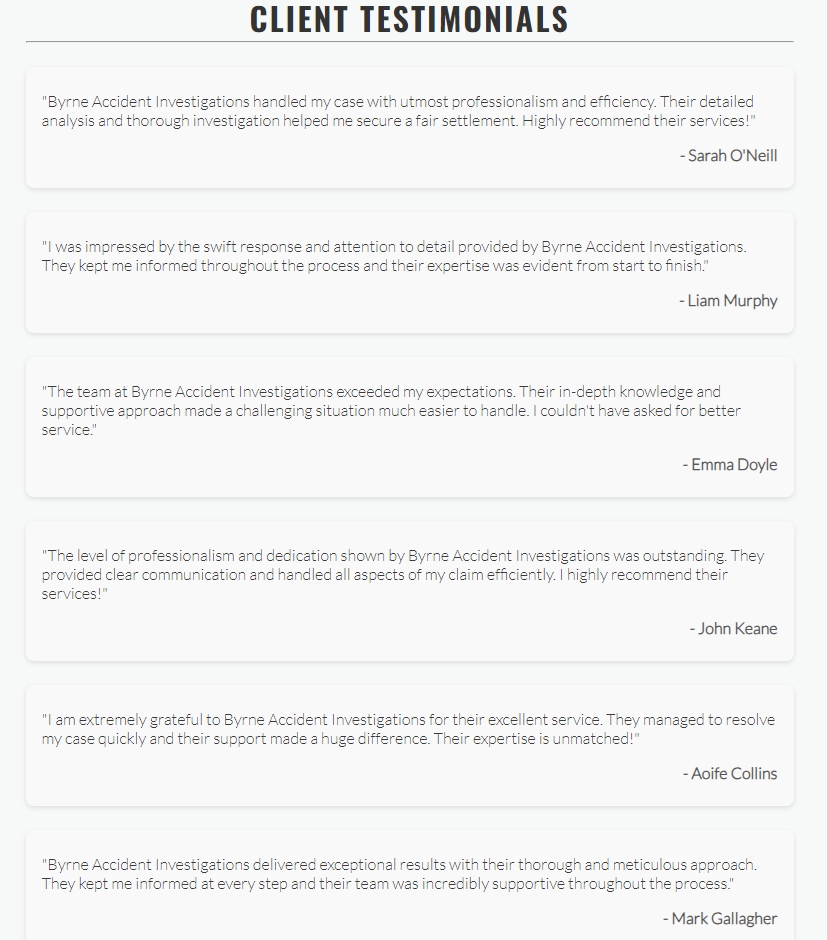 CLIENT TESTIMONIALS
"Byrne Accident Investigations handled my case with utmost professionalism and efficiency. Their detailed
analysis and thorough investigation helped me secure a fair settlement. Highly recommend their services!"
- Sarah O'Neill
"I was impressed by the swift response and attention to detail provided by Byrne Accident Investigations.
They kept me informed throughout the process and their expertise was evident from start to finish."
- Liam Murphy
"The team at Byrne Accident Investigations exceeded my expectations. Their in-depth knowledge and
supportive approach made a challenging situation much easier to handle. I couldn't have asked for better
service."
- Emma Doyle
"The level of professionalism and dedication shown by Byrne Accident Investigations was outstanding. They
provided clear communication and handled all aspects of my claim efficiently. I highly recommend their
services!"
- John Keane
"I am extremely grateful to Byrne Accident Investigations for their excellent service. They managed to resolve
my case quickly and their support made a huge difference. Their expertise is unmatched!"
- Aoife Collins
"Byrne Accident Investigations delivered exceptional results with their thorough and meticulous approach.
They kept me informed at every step and their team was incredibly supportive throughout the process."
- Mark Gallagher